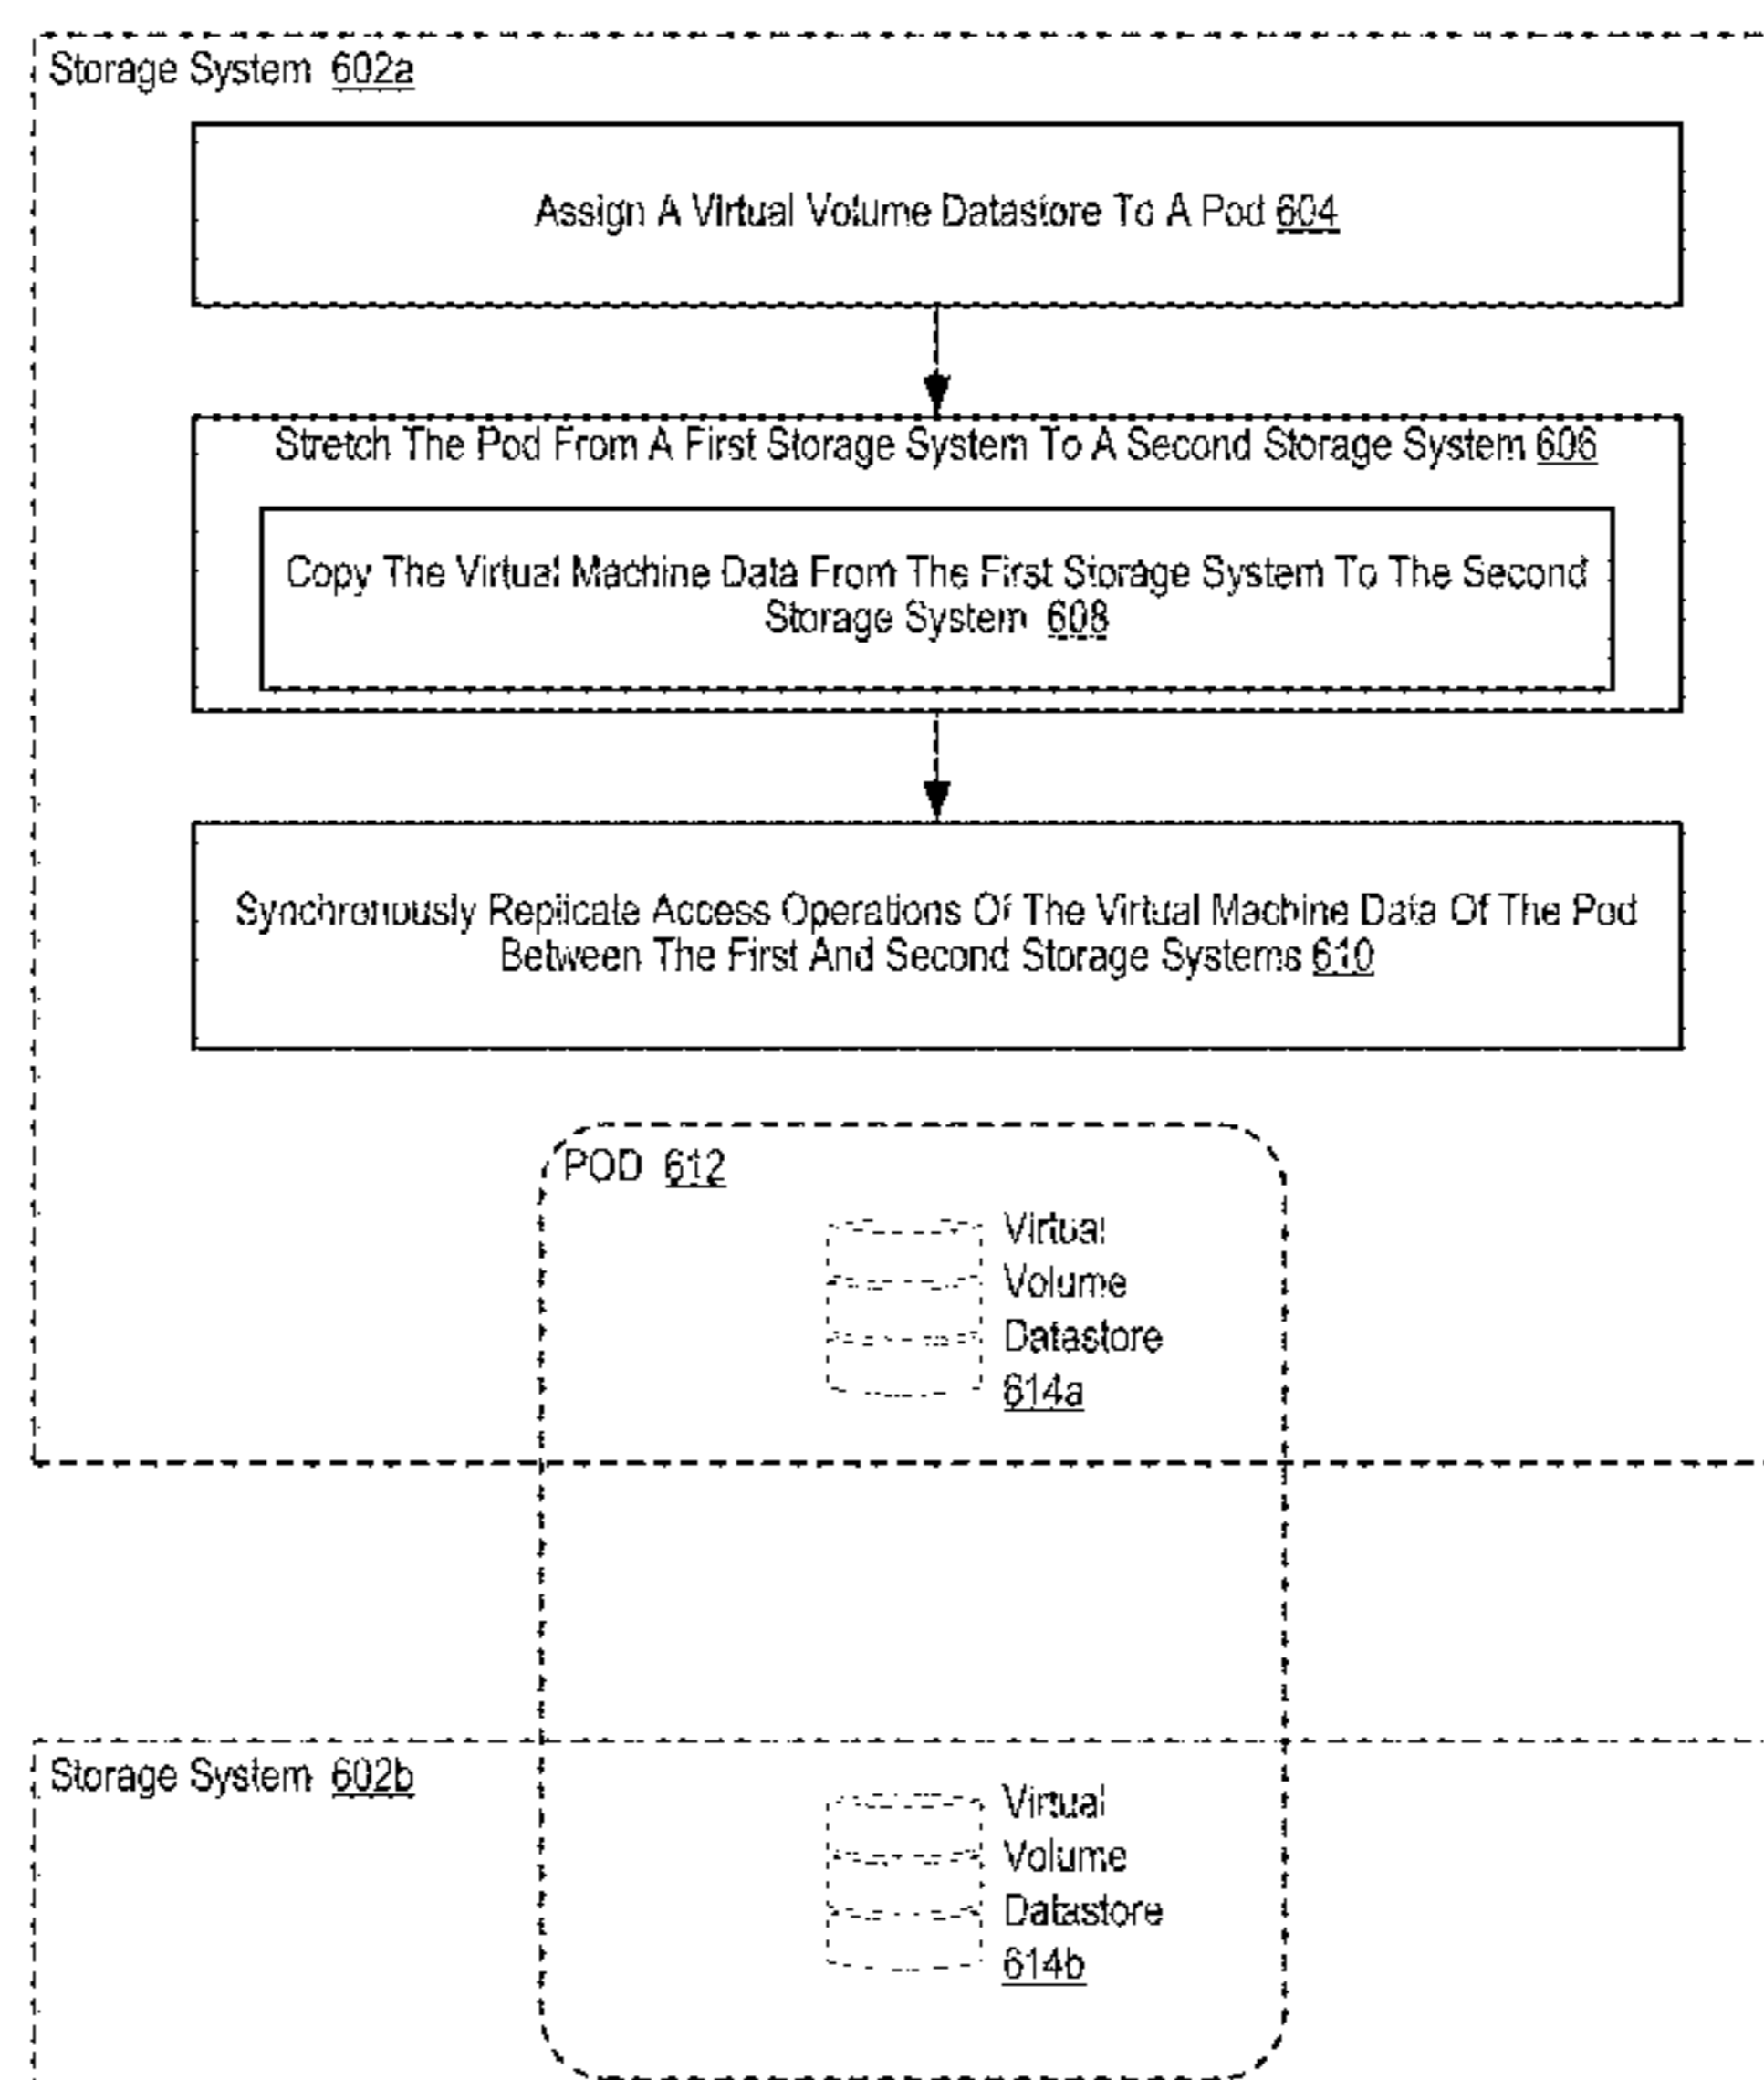 Storage System 602a
Assign A Virtual Volume Datastore To A Pod 604
Stretch The Pod From A First Storage System To A Second Storage System 606
Copy The Virtual Machine Data From The First Storage System To The Second
Storage System 608
Synchronously Replicate Access Operations Of The Virtual Machine Data Of The Pod
Between The First And Second Storage Systems 610
POD 612
Virtual
Volume
Datastore
614a
Storage System 602b
Virtual
Volume
Datastore
614b